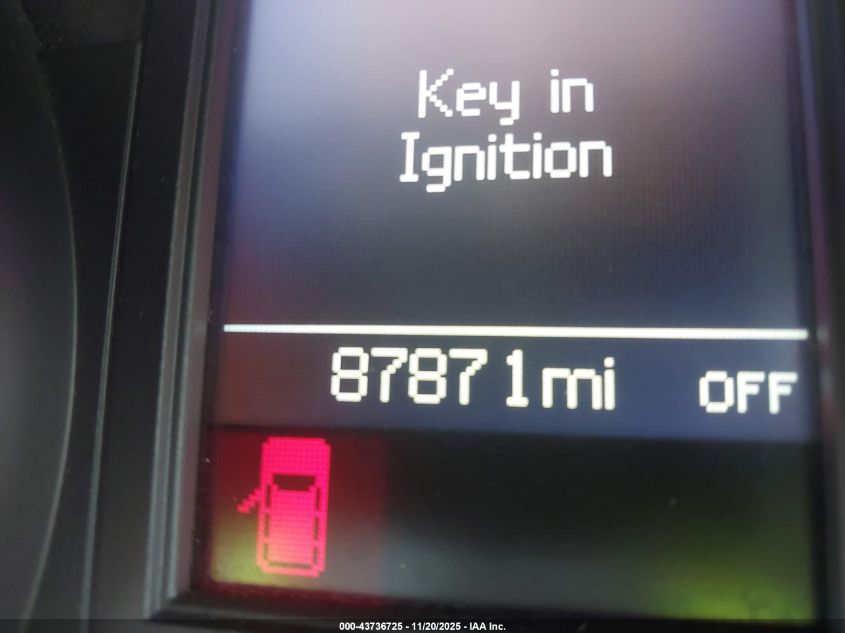 Key in
Ignition
87871mi OFF
000-43736725 - 11/20/2025 - IAA Inc.